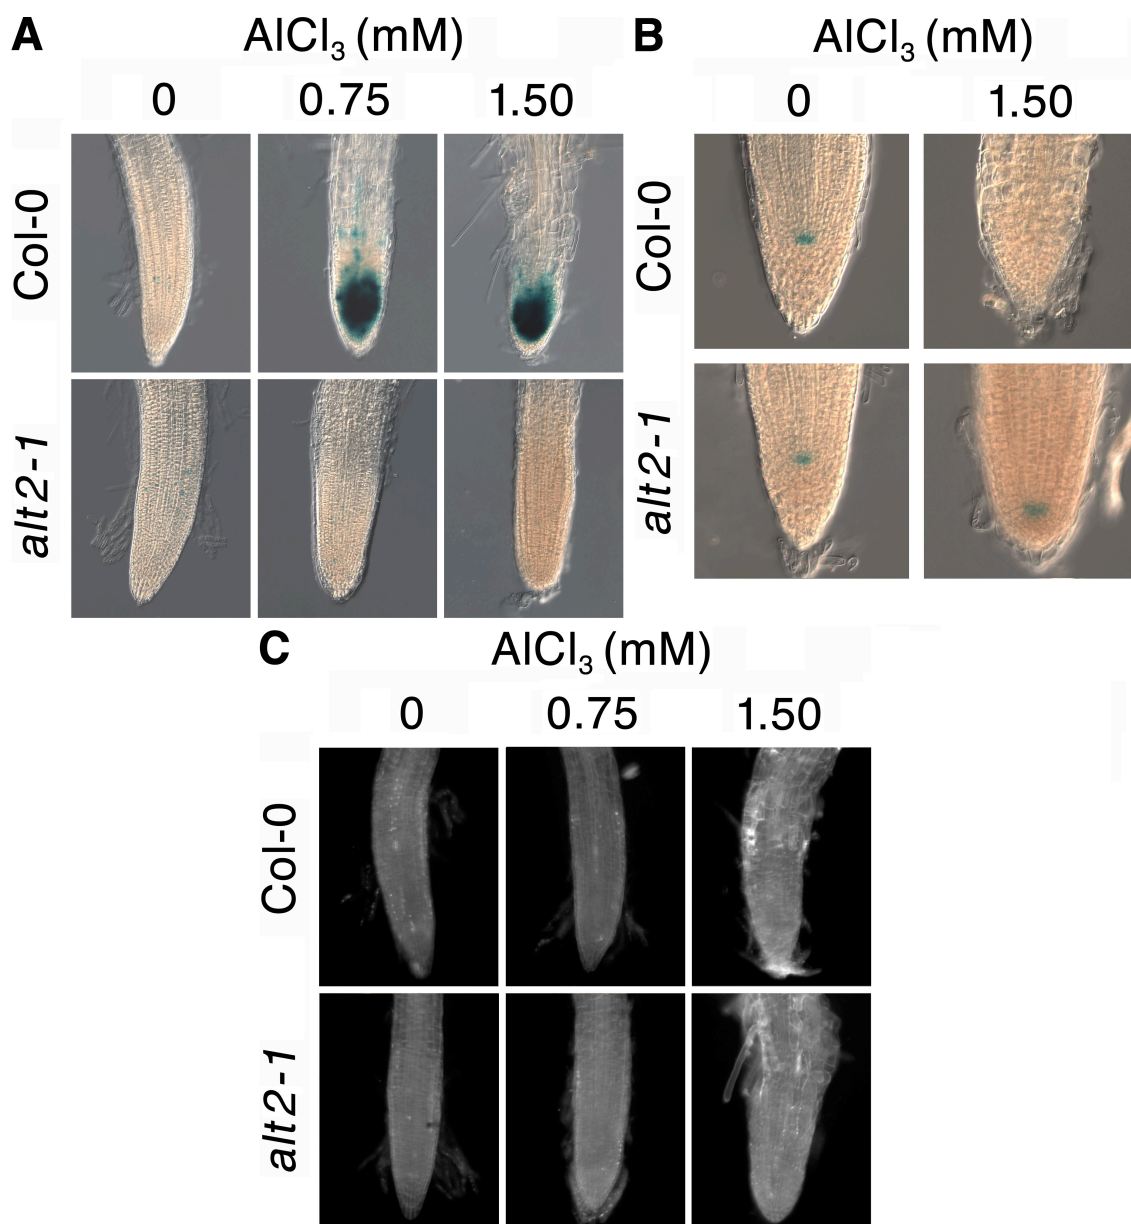 A AlCl₃ (mM) B AlCl₃ (mM)
0 0.75 1.50 0 1.50
Col-0 Col-0
alt2-1 alt2-1
C AlCl₃ (mM)
0 0.75 1.50
Col-0
alt2-1